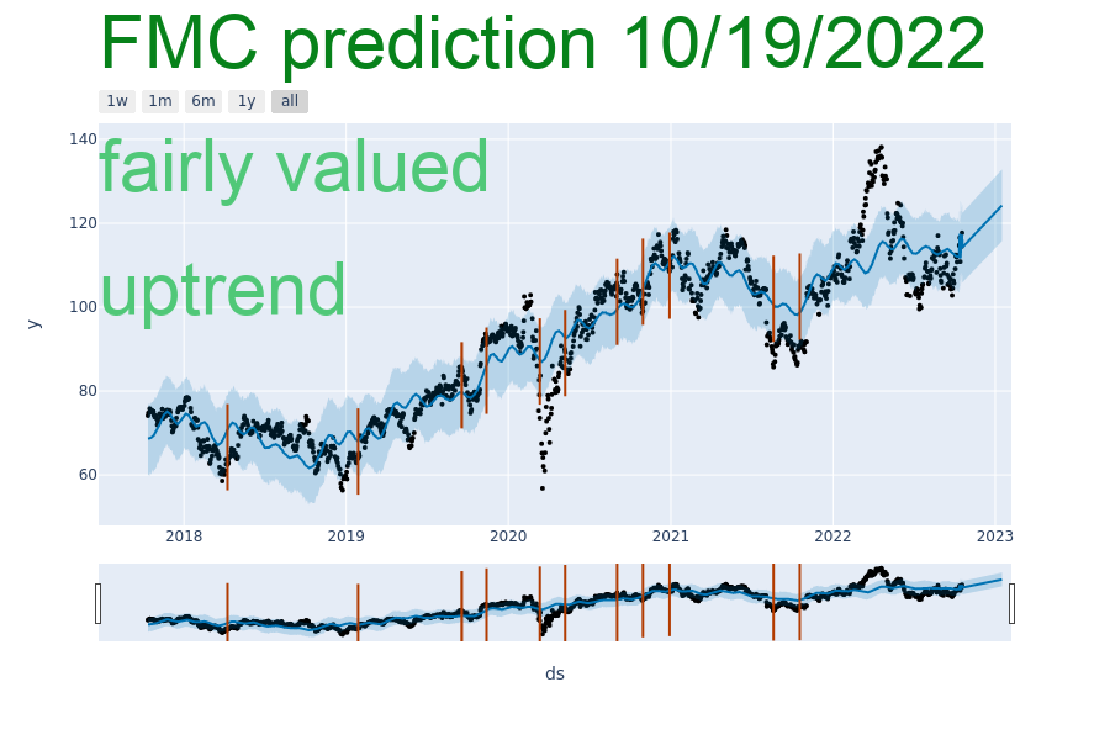 FMC prediction 10/19/2022
1w 1m 6m 1y all
140
fairly valued
120
uptrend
100
y
80
60
2018 2019 2020 2021 2022 2023
ds